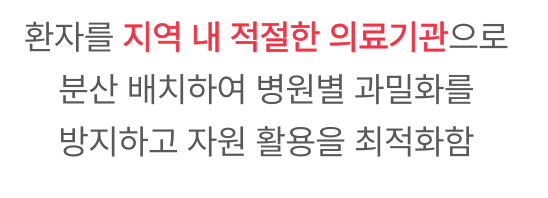 환자를 지역 내 적절한 의료기관으로
분산 배치하여 병원별 과밀화를
방지하고 자원 활용을 최적화함